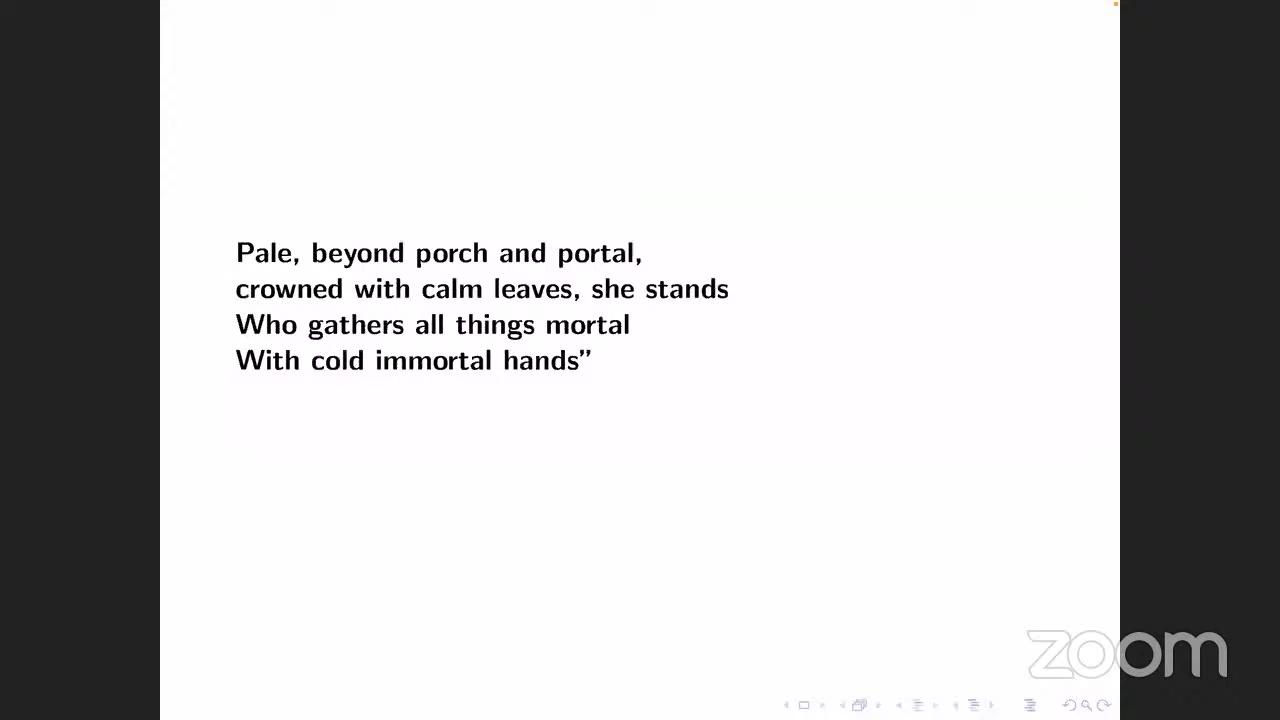 Pale, beyond porch and portal,
crowned with calm leaves, she stands
Who gathers all things mortal
With cold immortal hands”
zoom